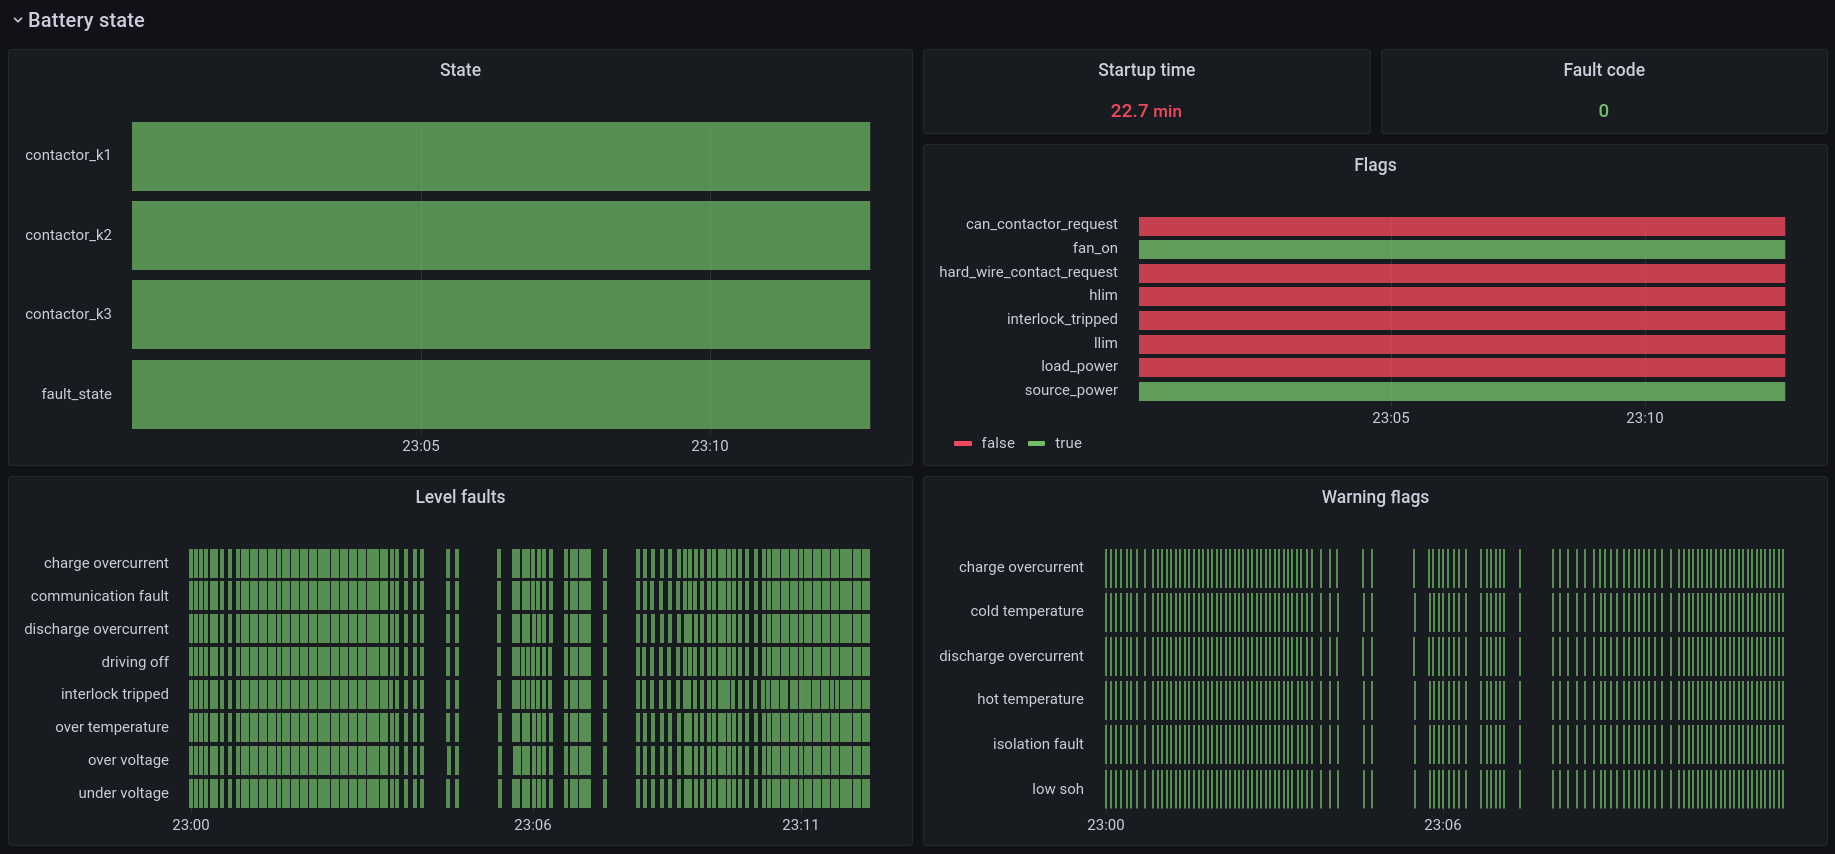 Battery state
State
contactor_k1
contactor_k2
contactor_k3
fault_state
23:05 23:10
Startup time
22.7 min
Fault code
0
Flags
can_contactor_request
fan_on
hard_wire_contact_request
hlim
interlock_tripped
llim
load_power
source_power
23:05 23:10
false true
Level faults
charge overcurrent
communication fault
discharge overcurrent
driving off
interlock tripped
over temperature
over voltage
under voltage
23:00 23:06 23:11
Warning flags
charge overcurrent
cold temperature
discharge overcurrent
hot temperature
isolation fault
low soh
23:00 23:06